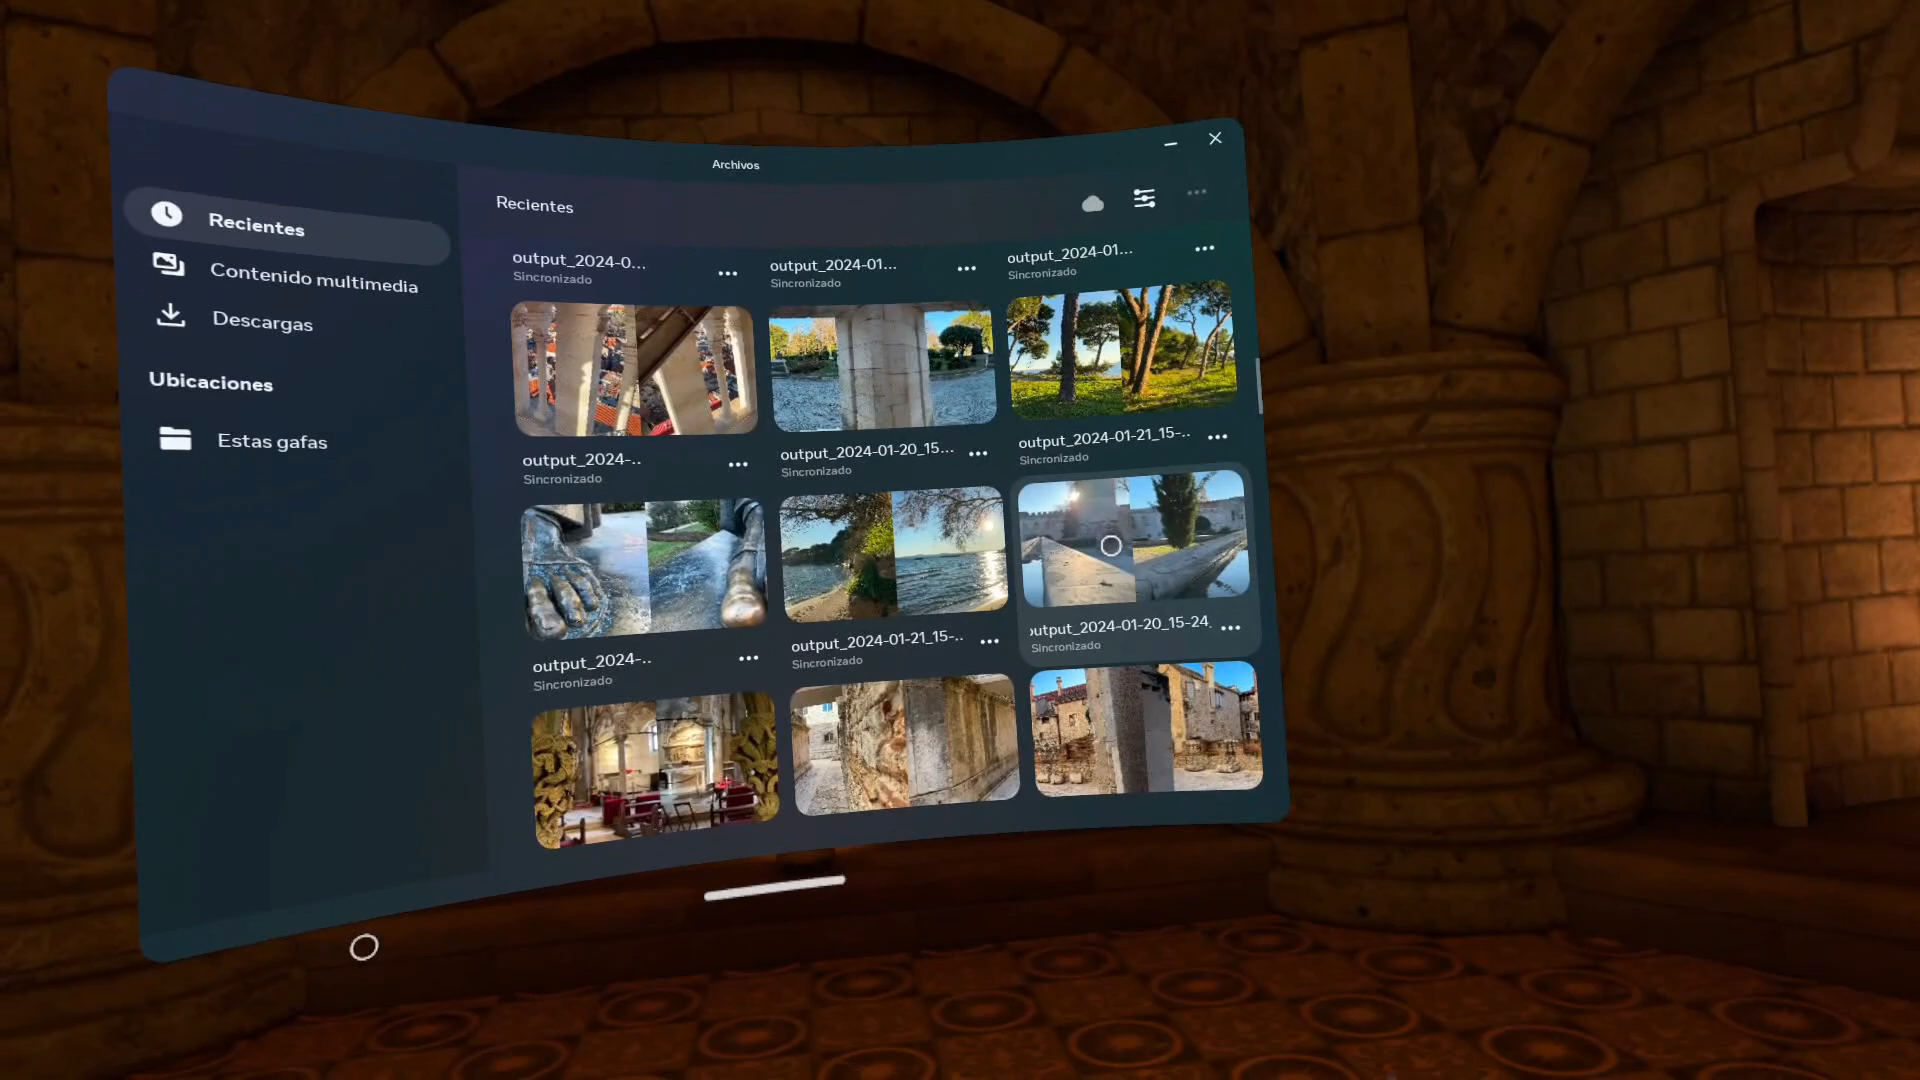 Archivos
Recientes
Contenido multimedia
Descargas
Ubicaciones
Estas gafas
Recientes
output_2024-0...
Sincronizado
output_2024-01...
Sincronizado
output_2024-01...
Sincronizado
output_2024-..
Sincronizado
output_2024-01-20_15...
Sincronizado
output_2024-01-21_15-..
Sincronizado
output_2024-..
Sincronizado
output_2024-01-21_15-..
Sincronizado
output_2024-01-20_15-24.
Sincronizado